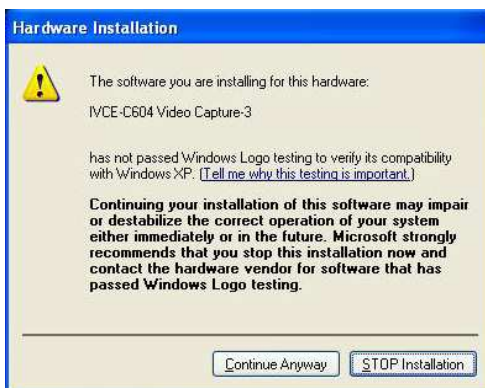 Hardware Installation
The software you are installing for this hardware:
IVCE-C604 Video Capture-3
has not passed Windows Logo testing to verify its compatibility
with Windows XP. (Tell me why this testing is important.)
Continuing your installation of this software may impair
or destabilize the correct operation of your system
either immediately or in the future. Microsoft strongly
recommends that you stop this installation now and
contact the hardware vendor for software that has
passed Windows Logo testing.
Continue Anyway
STOP Installation